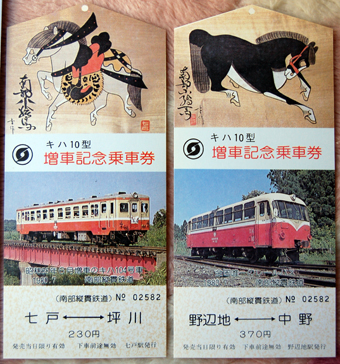 南部小絵馬
キハ10型
増車記念乗車券
(南部縦貫鉄道) № 02582
七戸⟷坪川
230円
発売当日限り有効 下車前途無効 七戸駅発行
キハ10型
増車記念乗車券
(南部縦貫鉄道) № 02582
野辺地⟷中野
370円
発売当日限り有効 下車前途無効 野辺地駅発行